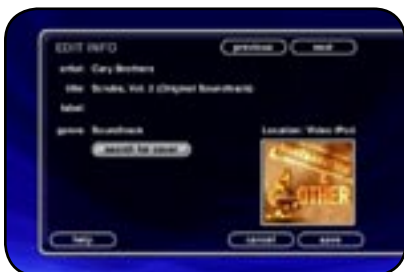 EDIT INFO
previous
next
artist: Cary Brothers
title: Scrubs, Vol. 2 (Original Soundtrack)
label:
genre: Soundtrack
search for cover
Location: Video iPod
OTHER
help
cancel
save